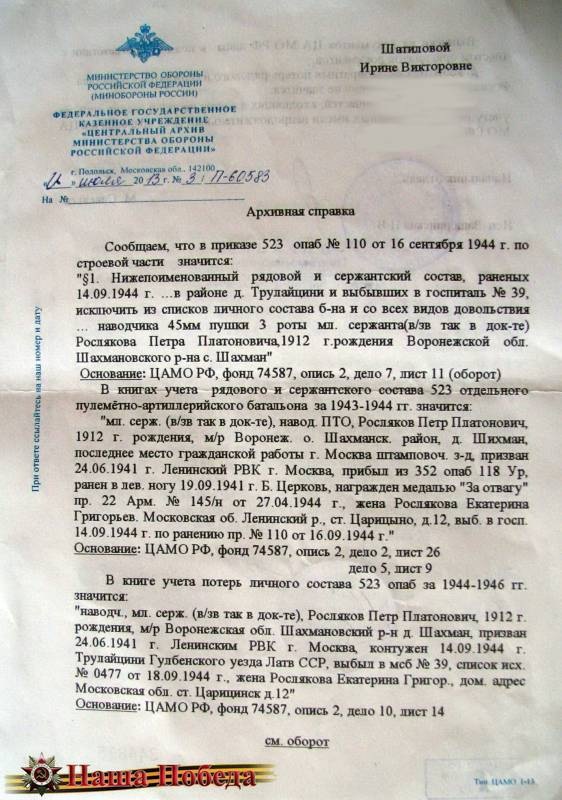 Шатиловой
Ирине Викторовне
МИНИСТЕРСТВО ОБОРОНЫ
РОССИЙСКОЙ ФЕДЕРАЦИИ
(МИНОБОРОНЫ РОССИИ)
ФЕДЕРАЛЬНОЕ ГОСУДАРСТВЕННОЕ
КАЗЕННОЕ УЧРЕЖДЕНИЕ
«ЦЕНТРАЛЬНЫЙ АРХИВ
МИНИСТЕРСТВА ОБОРОНЫ
РОССИЙСКОЙ ФЕДЕРАЦИИ»
г. Подольск, Московская обл., 142100
июля 2013 г. № 3/П-60583
На №
Архивная справка
Сообщаем, что в приказе 523 опаб № 110 от 16 сентября 1944 г. по
строевой части значится:
"§1. Нижепоименованный рядовой и сержантский состав, раненых
14.09.1944 г. ...в районе д. Трулайцини и выбывших в госпиталь № 39,
исключить из списков личного состава б-на и со всех видов довольствия
... наводчика 45мм пушки 3 роты мл. сержанта(в/зв так в док-те)
Рослякова Петра Платоновича,1912 г.рождения Воронежской обл.
Шахмановского р-на с. Шахман"
Основание: ЦАМО РФ, фонд 74587, опись 2, дело 7, лист 11 (оборот)
В книгах учета рядового и сержантского состава 523 отдельного
пулемётно-артиллерийского батальона за 1943-1944 гг. значится:
"мл. серж. (в/зв так в док-те), навод. ПТО, Росляков Петр Платонович,
1912 г. рождения, м/р Воронеж. о. Шахманск. район, д. Шихман,
последнее место гражданской работы г. Москва штамповоч. з-д, призван
24.06.1941 г. Ленинский РВК г. Москва, прибыл из 352 опаб 118 Ур,
ранен в лев. ногу 19.09.1941 г. Б. Церковь, награжден медалью "За отвагу"
пр. 22 Арм. № 145/н от 27.04.1944 г., жена Рослякова Екатерина
Григорьев. Московская об. Ленинский р., ст. Царицыно, д.12, выб. в госп.
14.09.1944 г. по ранению пр. № 110 от 16.09.1944 г."
Основание: ЦАМО РФ, фонд 74587, опись 2, дело 2, лист 26
дело 5, лист 9
В книге учета потерь личного состава 523 опаб за 1944-1946 гг.
значится:
"наводч., мл. серж. (в/зв так в док-те), Росляков Петр Платонович, 1912 г.
рождения, м/р Воронежская обл. Шахмановский р-н д. Шахман, призван
24.06.1941 г. Ленинским РВК г. Москва, контужен 14.09.1944 г.
Трулайцини Гулбенского уезда Латв ССР, выбыл в мсб № 39, список исх.
№ 0477 от 18.09.1944 г., жена Рослякова Екатерина Григор., дом. адрес
Московская обл. ст. Царицинск д.12"
Основание: ЦАМО РФ, фонд 74587, опись 2, дело 10, лист 14
см. оборот
При ответе ссылайтесь на наш номер и дату
Наша Победа
Тип. ЦАМО